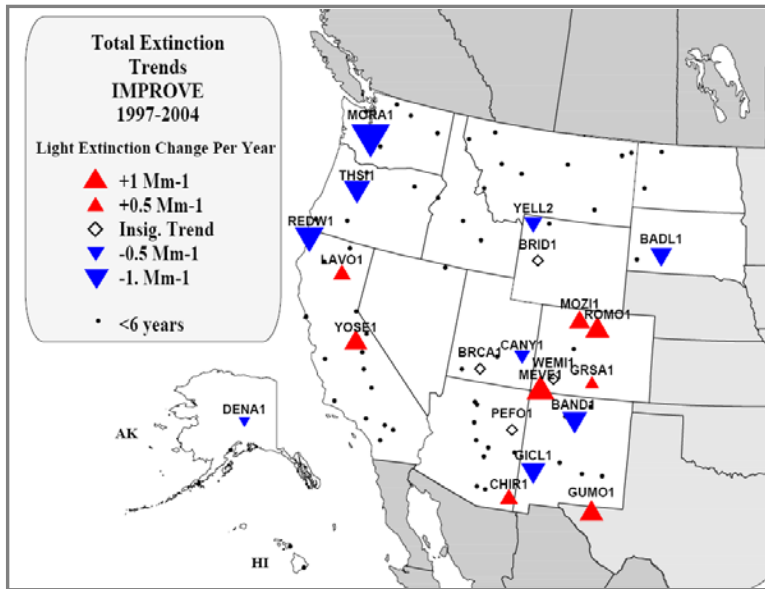 Total Extinction
Trends
IMPROVE
1997-2004
Light Extinction Change Per Year
+1 Mm-1
+0.5 Mm-1
Insig. Trend
-0.5 Mm-1
-1. Mm-1
<6 years
MORA1
THSI1
REDW1
LAVO1
YOSE1
YELL2
BRID1
BADL1
MOZI1
ROMO1
CANY1
BRCA1
WEMI1
MEVE1
GRSA1
BAND1
PEFO1
GICL1
CHIR1
GUMO1
DENA1
AK
HI